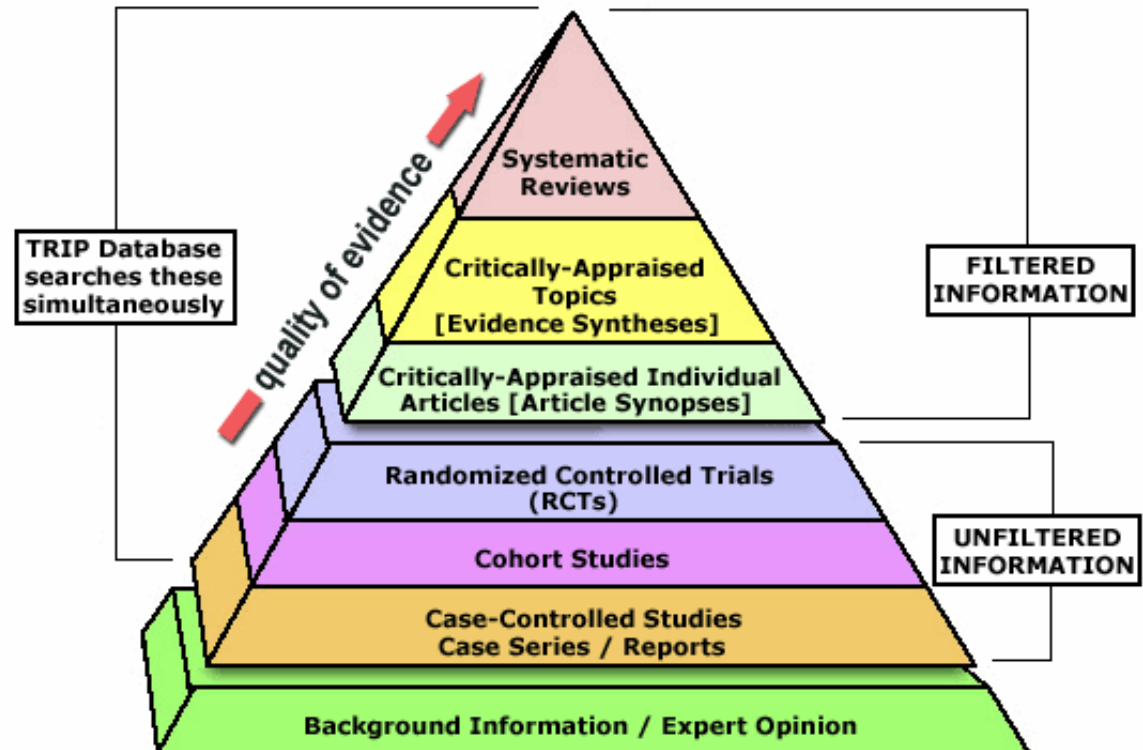 Systematic
Reviews
quality of evidence
TRIP Database
searches these
simultaneously
Critically-Appraised
Topics
[Evidence Syntheses]
FILTERED
INFORMATION
Critically-Appraised Individual
Articles [Article Synopses]
Randomized Controlled Trials
(RCTs)
UNFILTERED
INFORMATION
Cohort Studies
Case-Controlled Studies
Case Series / Reports
Background Information / Expert Opinion